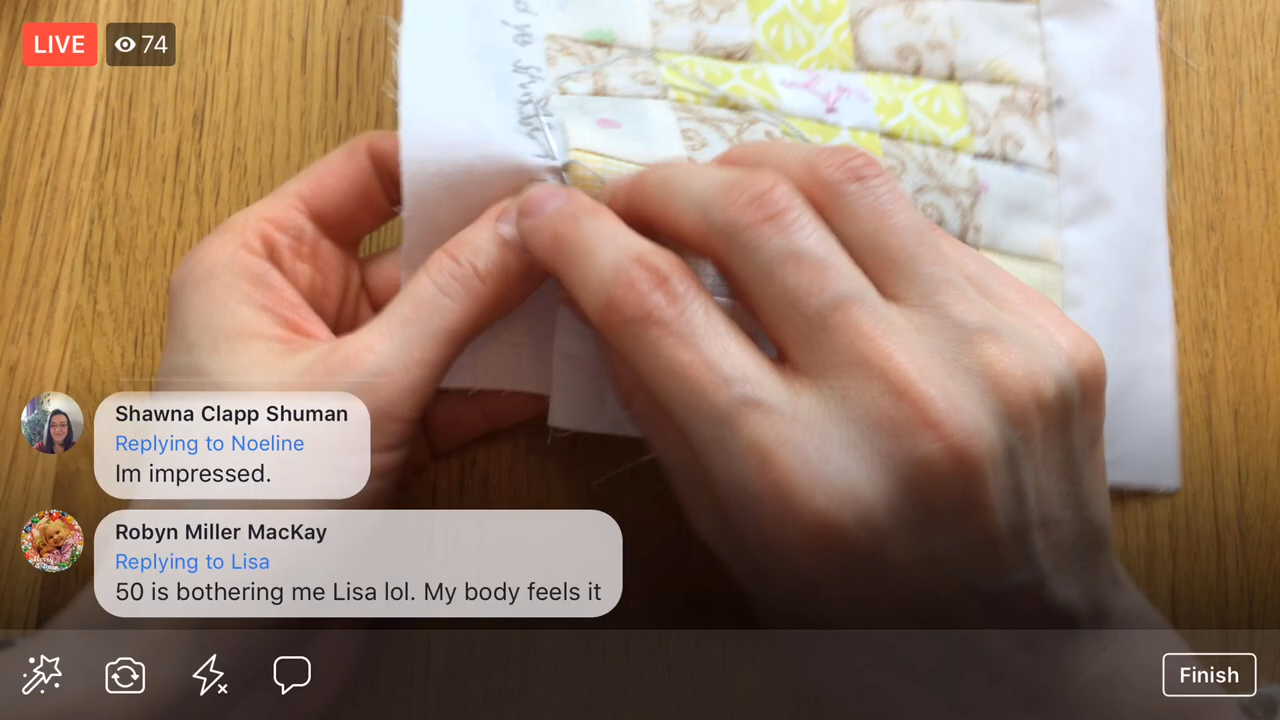 LIVE
74
Shawna Clapp Shuman
Replying to Noeline
Im impressed.
Robyn Miller MacKay
Replying to Lisa
50 is bothering me Lisa lol. My body feels it
Finish